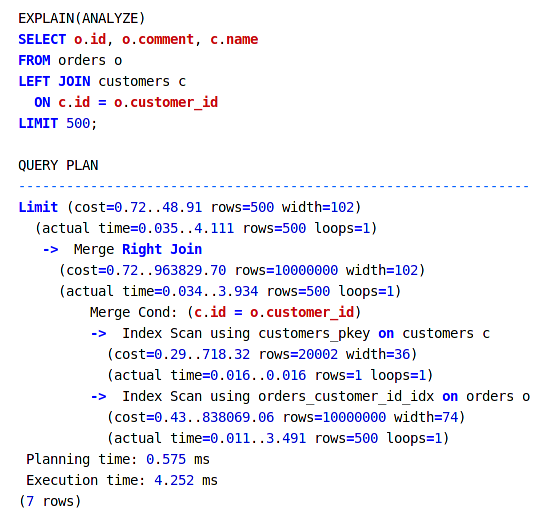 EXPLAIN(ANALYZE)
SELECT o.id, o.comment, c.name
FROM orders o
LEFT JOIN customers c
  ON c.id = o.customer_id
LIMIT 500;

QUERY PLAN
----------------------------------------------------------------
Limit (cost=0.72..48.91 rows=500 width=102)
  (actual time=0.035..4.111 rows=500 loops=1)
   ->  Merge Right Join
     (cost=0.72..963829.70 rows=10000000 width=102)
     (actual time=0.034..3.934 rows=500 loops=1)
         Merge Cond: (c.id = o.customer_id)
         ->  Index Scan using customers_pkey on customers c
           (cost=0.29..718.32 rows=20002 width=36)
           (actual time=0.016..0.016 rows=1 loops=1)
         ->  Index Scan using orders_customer_id_idx on orders o
           (cost=0.43..838069.06 rows=10000000 width=74)
           (actual time=0.011..3.491 rows=500 loops=1)
 Planning time: 0.575 ms
 Execution time: 4.252 ms
(7 rows)